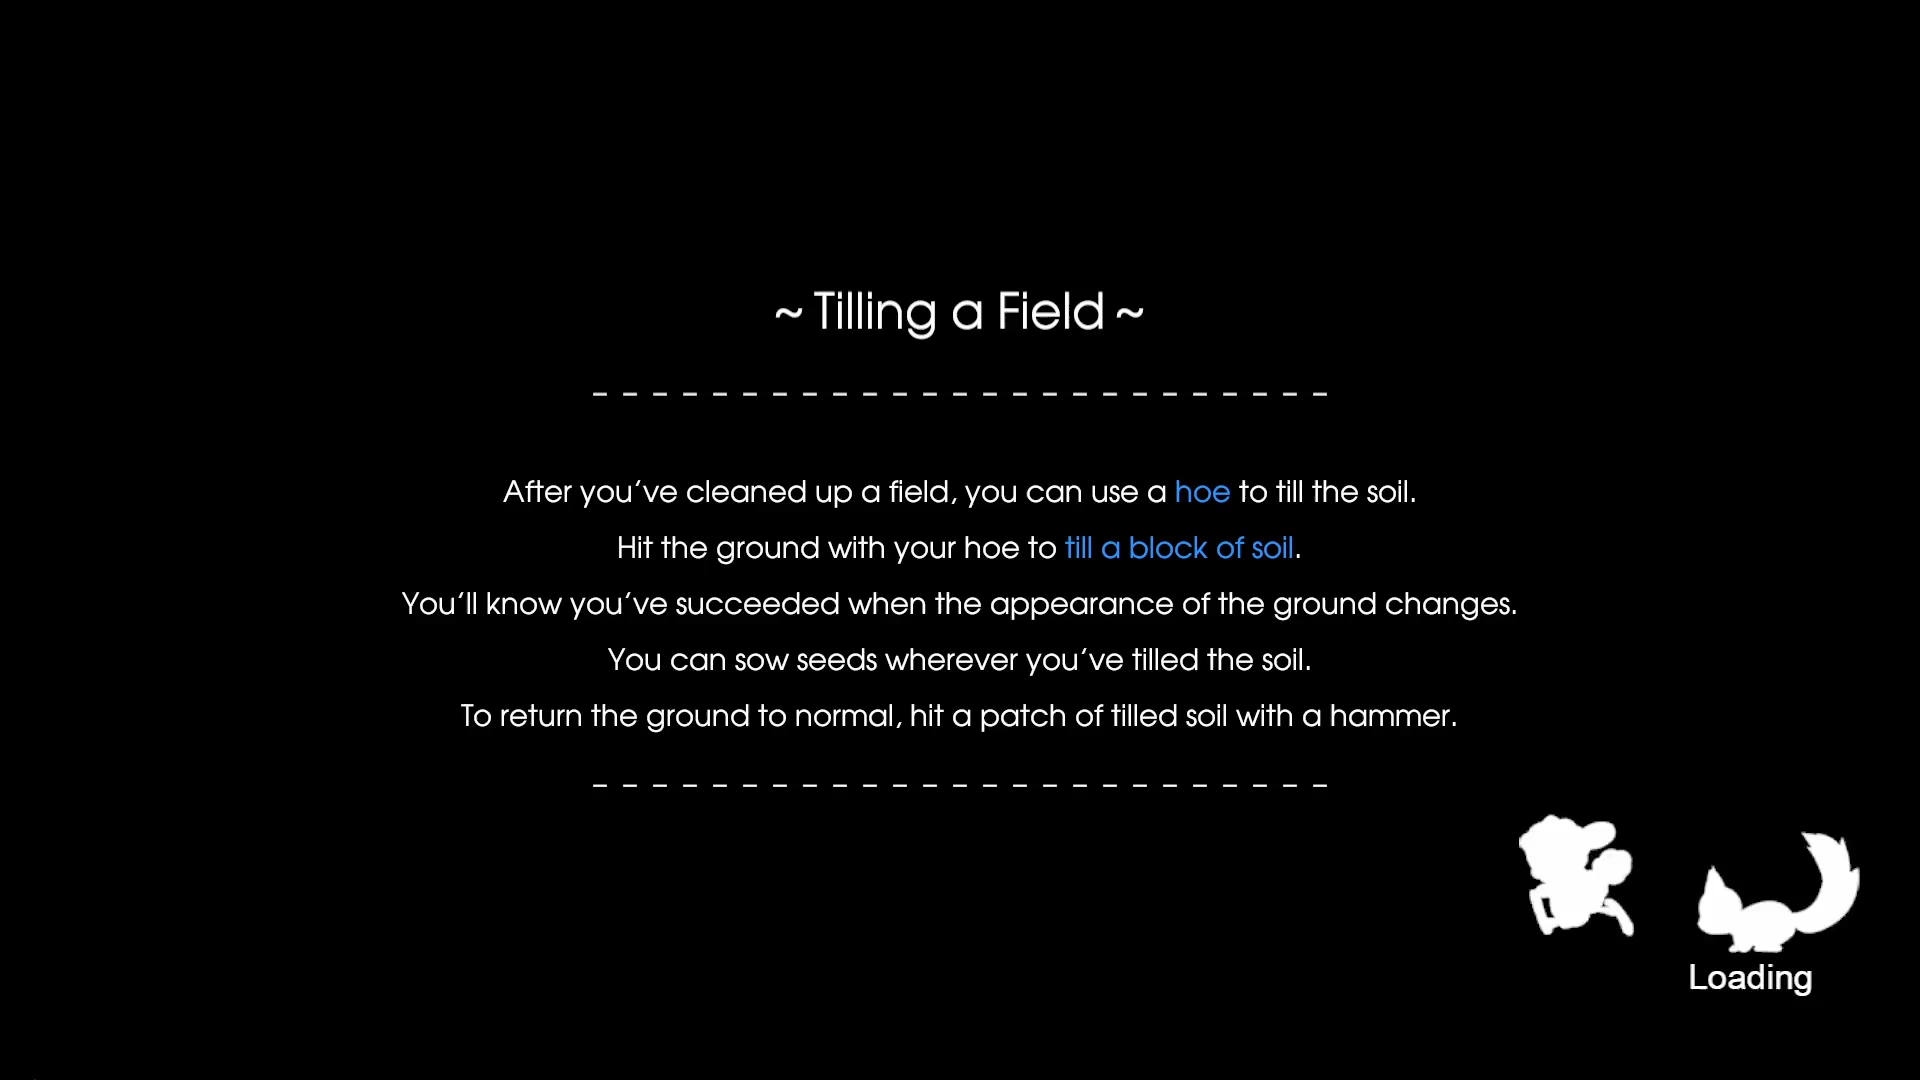 ~ Tilling a Field ~
– – – – – – – – – – – – – – – – – – – – – – – – –
After you’ve cleaned up a field, you can use a hoe to till the soil.
Hit the ground with your hoe to till a block of soil.
You’ll know you’ve succeeded when the appearance of the ground changes.
You can sow seeds wherever you’ve tilled the soil.
To return the ground to normal, hit a patch of tilled soil with a hammer.
– – – – – – – – – – – – – – – – – – – – – – – – –
Loading